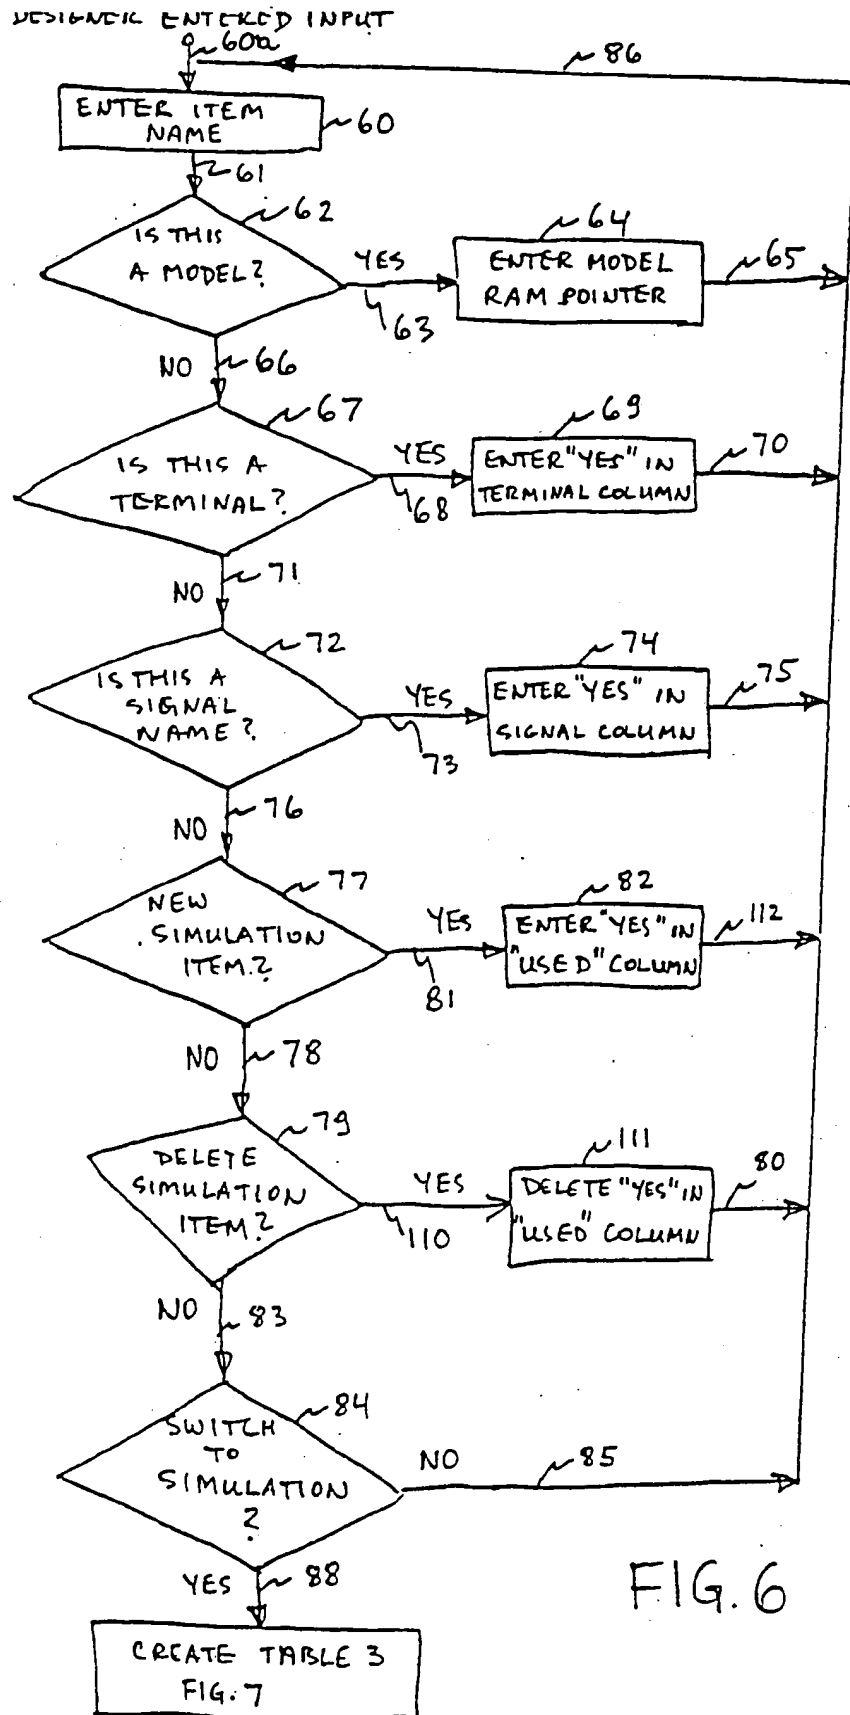 DESIGNER ENTERED INPUT
60a
86
ENTER ITEM
NAME
60
61
62
IS THIS
A MODEL?
YES
63
64
ENTER MODEL
RAM POINTER
65
NO
66
67
IS THIS A
TERMINAL?
YES
68
69
ENTER "YES" IN
TERMINAL COLUMN
70
NO
71
72
IS THIS A
SIGNAL
NAME?
YES
73
74
ENTER "YES" IN
SIGNAL COLUMN
75
NO
76
77
NEW
SIMULATION
ITEM?
YES
81
82
ENTER "YES" IN
"USED" COLUMN
112
NO
78
79
DELETE
SIMULATION
ITEM?
YES
110
111
DELETE "YES" IN
"USED" COLUMN
80
NO
83
84
SWITCH
TO
SIMULATION
?
NO
85
YES
88
CREATE TABLE 3
FIG. 7
FIG. 6